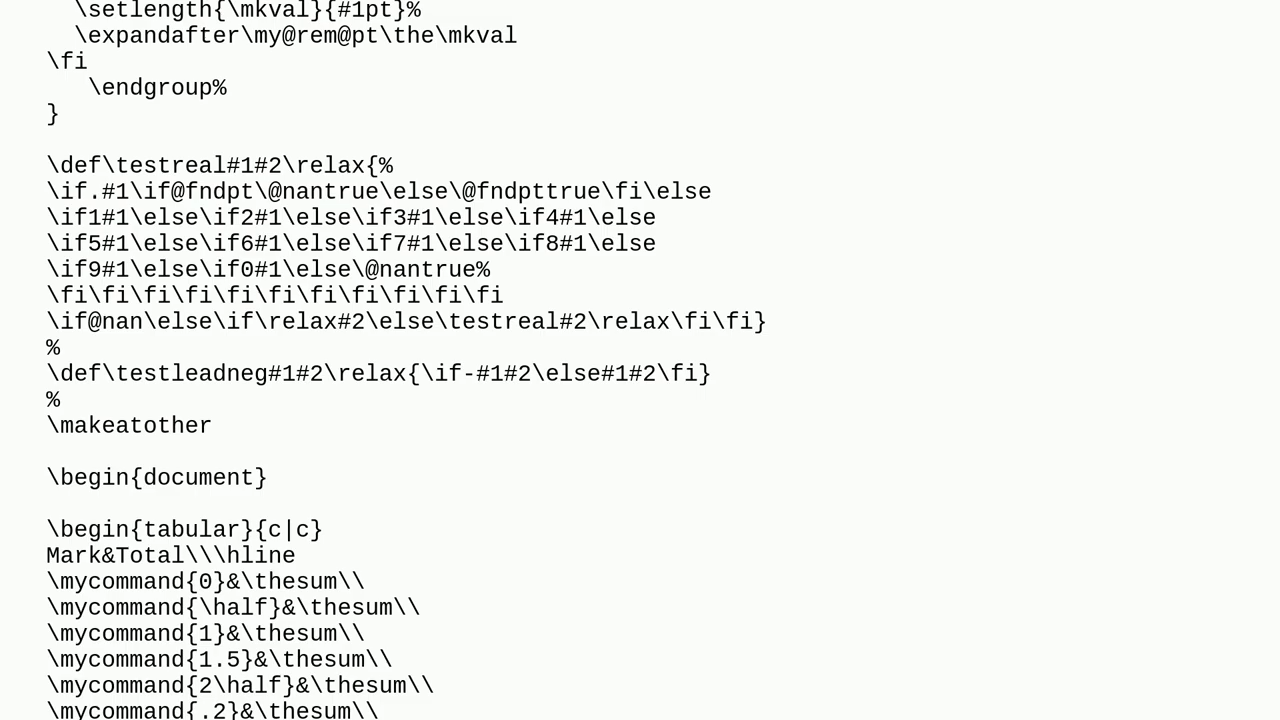 \setlength{\mkval}{#1pt}%
\expandafter\my@rem@pt\the\mkval
\fi
\endgroup%
}
\def\testreal#1#2\relax{%
\if.#1\if@fndpt\@nantrue\else\@fndpttrue\fi\else
\if1#1\else\if2#1\else\if3#1\else\if4#1\else
\if5#1\else\if6#1\else\if7#1\else\if8#1\else
\if9#1\else\if0#1\else\@nantrue%
\fi\fi\fi\fi\fi\fi\fi\fi\fi\fi\fi
\if@nan\else\if\relax#2\else\testreal#2\relax\fi\fi}
%
\def\testleadneg#1#2\relax{\if-#1#2\else#1#2\fi}
%
\makeatother
\begin{document}
\begin{tabular}{c|c}
Mark&Total\\\hline
\mycommand{0}&\thesum\\
\mycommand{\half}&\thesum\\
\mycommand{1}&\thesum\\
\mycommand{1.5}&\thesum\\
\mycommand{2\half}&\thesum\\
\mycommand{.2}&\thesum\\